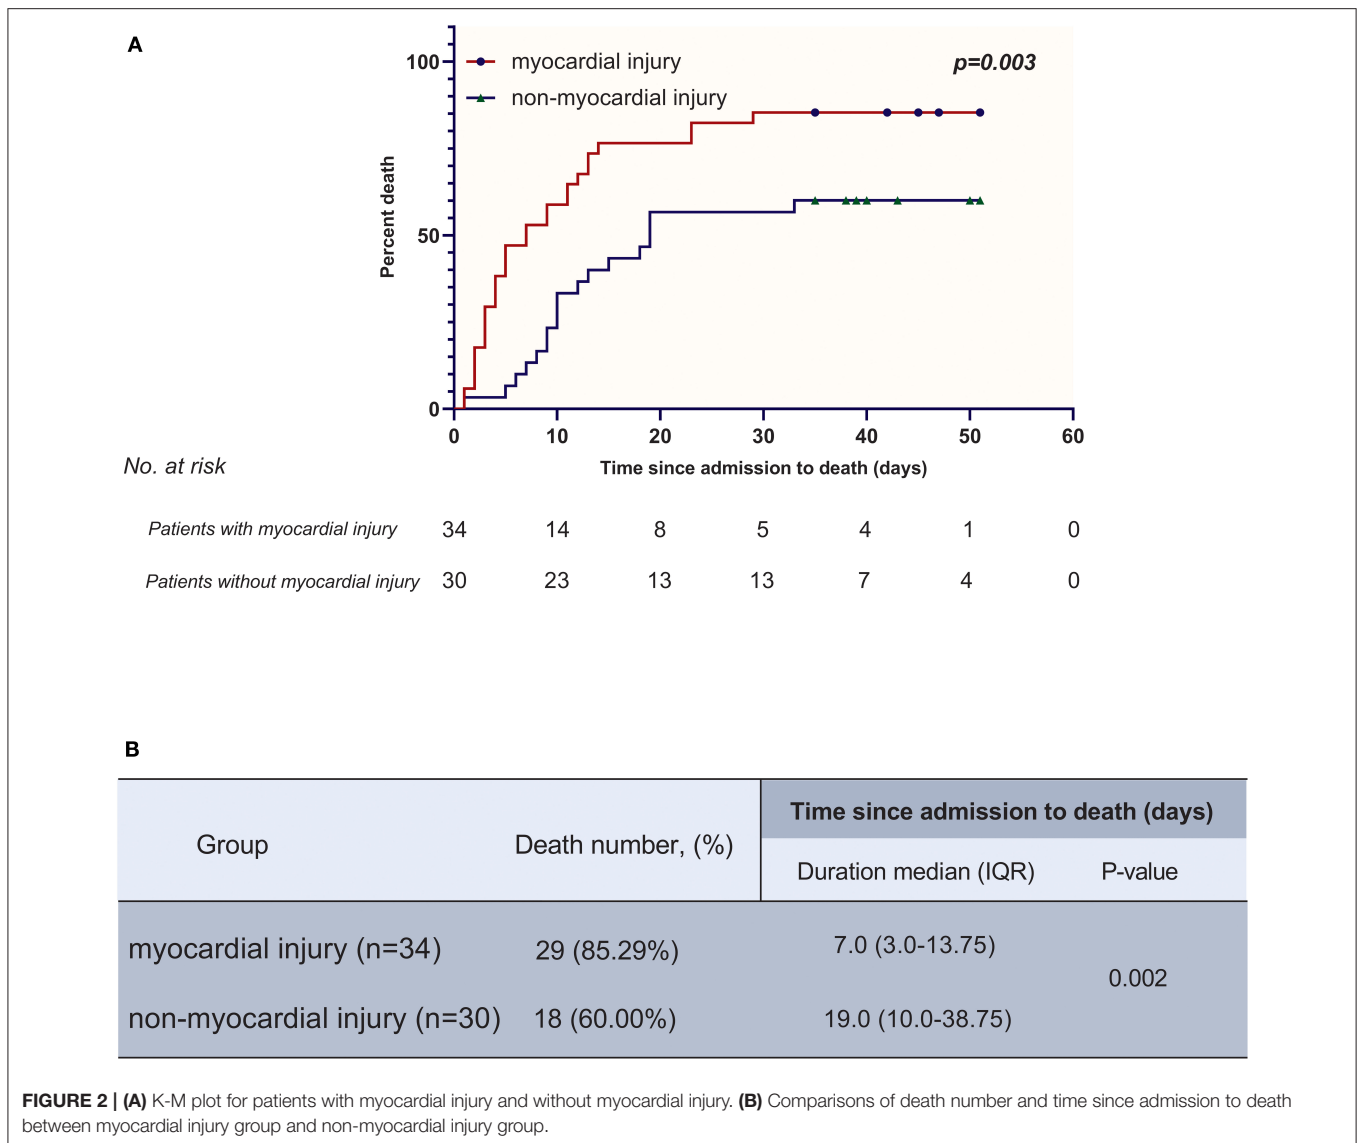 A
100
50
0
Percent death
myocardial injury
non-myocardial injury
p=0.003
0 10 20 30 40 50 60
Time since admission to death (days)
No. at risk
Patients with myocardial injury 34 14 8 5 4 1 0
Patients without myocardial injury 30 23 13 13 7 4 0
B
Time since admission to death (days)
Group Death number, (%)
Duration median (IQR) P-value
myocardial injury (n=34) 29 (85.29%) 7.0 (3.0-13.75)
0.002
non-myocardial injury (n=30) 18 (60.00%) 19.0 (10.0-38.75)
FIGURE 2 | (A) K-M plot for patients with myocardial injury and without myocardial injury. (B) Comparisons of death number and time since admission to death
between myocardial injury group and non-myocardial injury group.